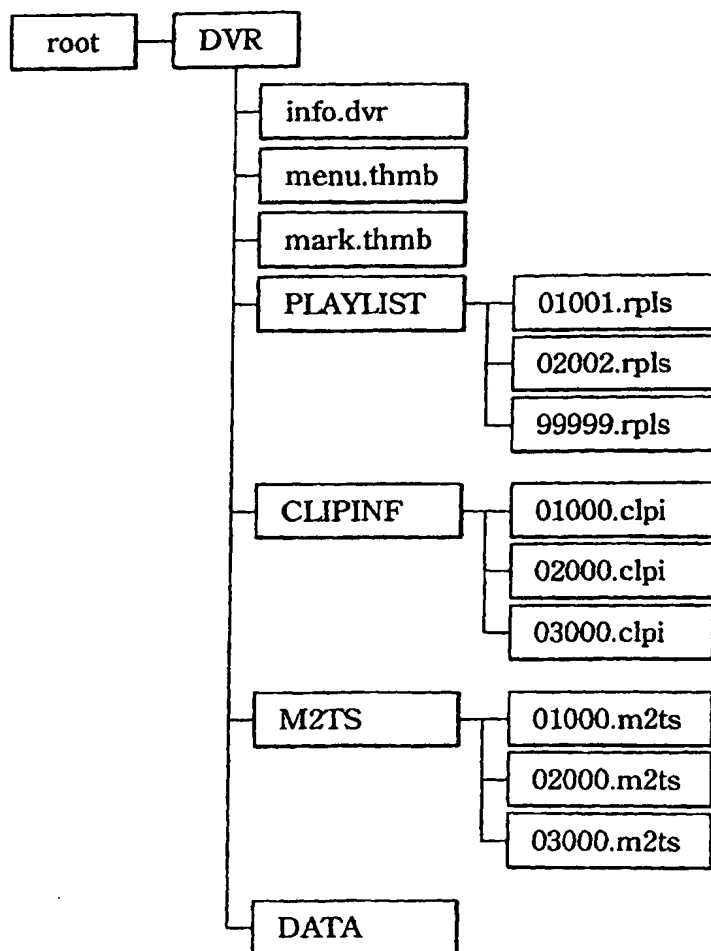 root
DVR
info.dvr
menu.thmb
mark.thmb
PLAYLIST
01001.rpls
02002.rpls
99999.rpls
CLIPINF
01000.clpi
02000.clpi
03000.clpi
M2TS
01000.m2ts
02000.m2ts
03000.m2ts
DATA